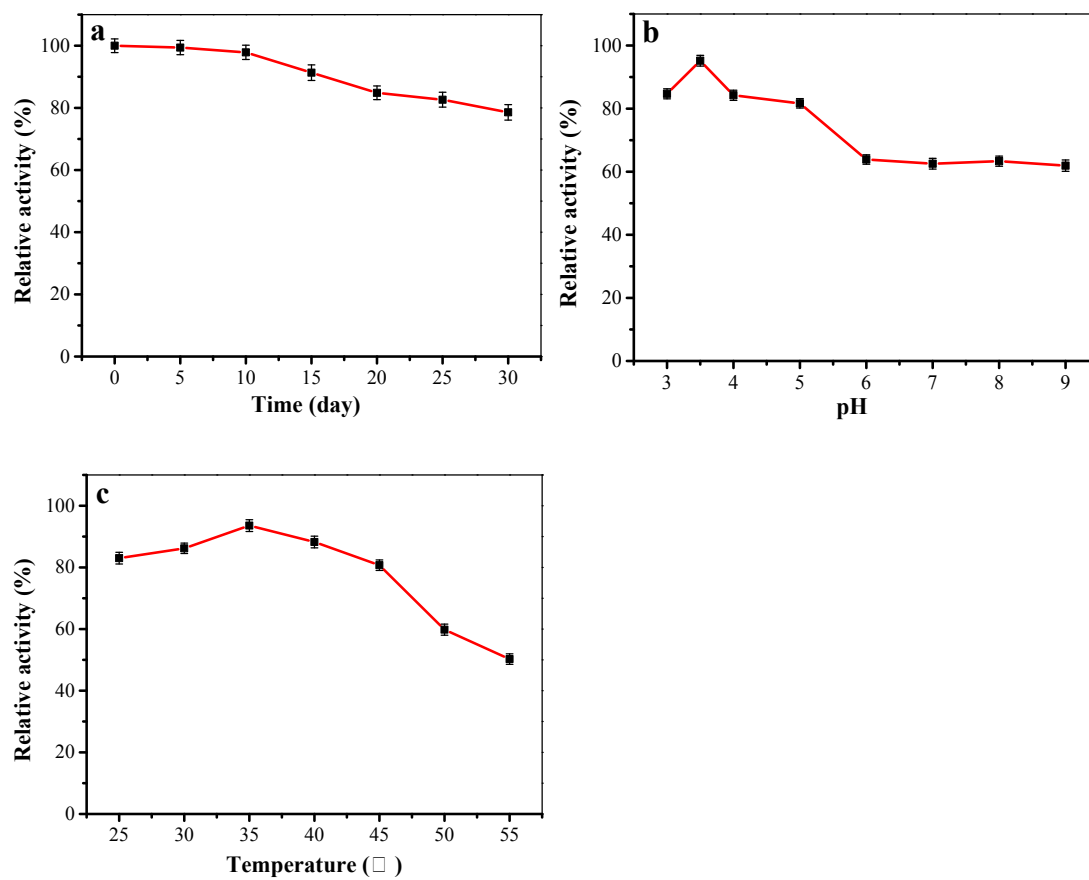 a
100
80
60
40
20
0
Relative activity (%)
0 5 10 15 20 25 30
Time (day)
b
100
80
60
40
20
0
Relative activity (%)
3 4 5 6 7 8 9
pH
c
100
80
60
40
20
0
Relative activity (%)
25 30 35 40 45 50 55
Temperature (□ )